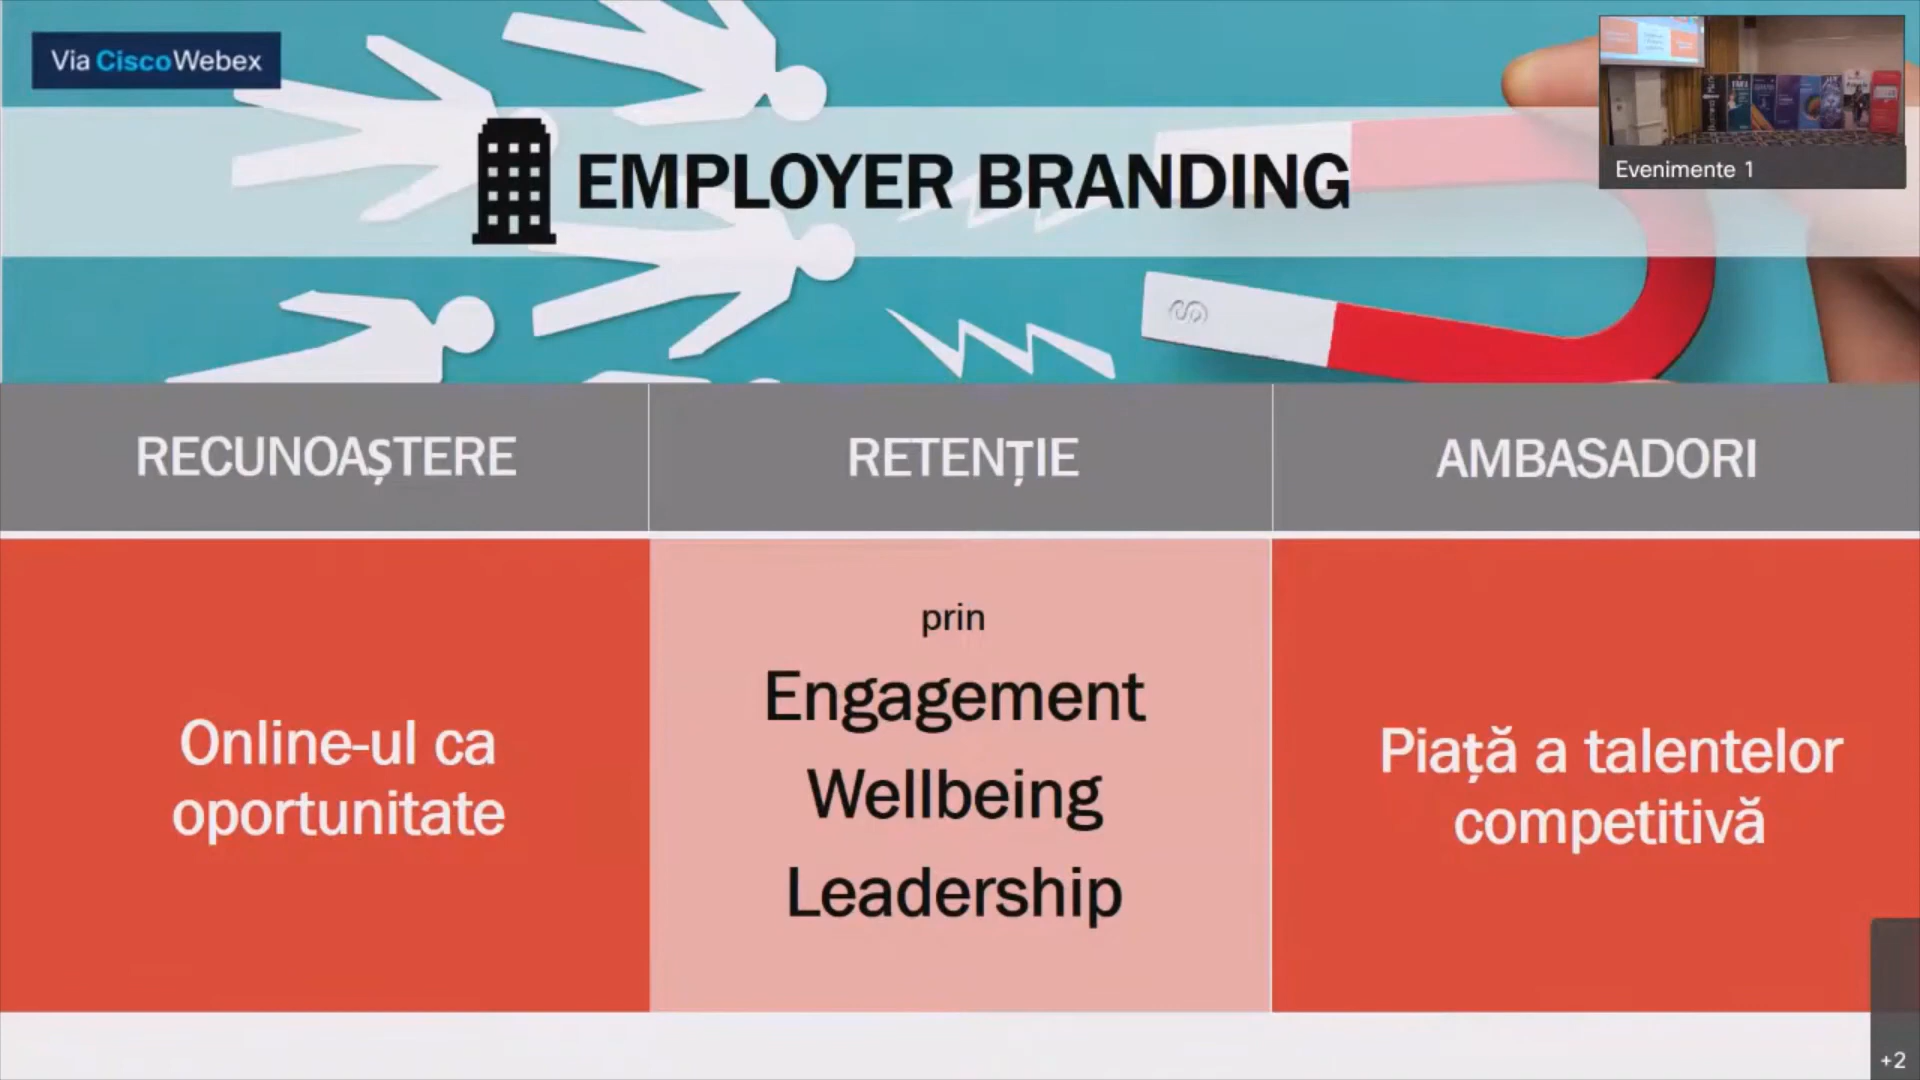 Via CiscoWebex
EMPLOYER BRANDING
Evenimente 1
S
RECUNOAȘTERE
RETENȚIE
AMBASADORI
Online-ul ca
oportunitate
prin
Engagement
Wellbeing
Leadership
Piață a talentelor
competitivă
+2